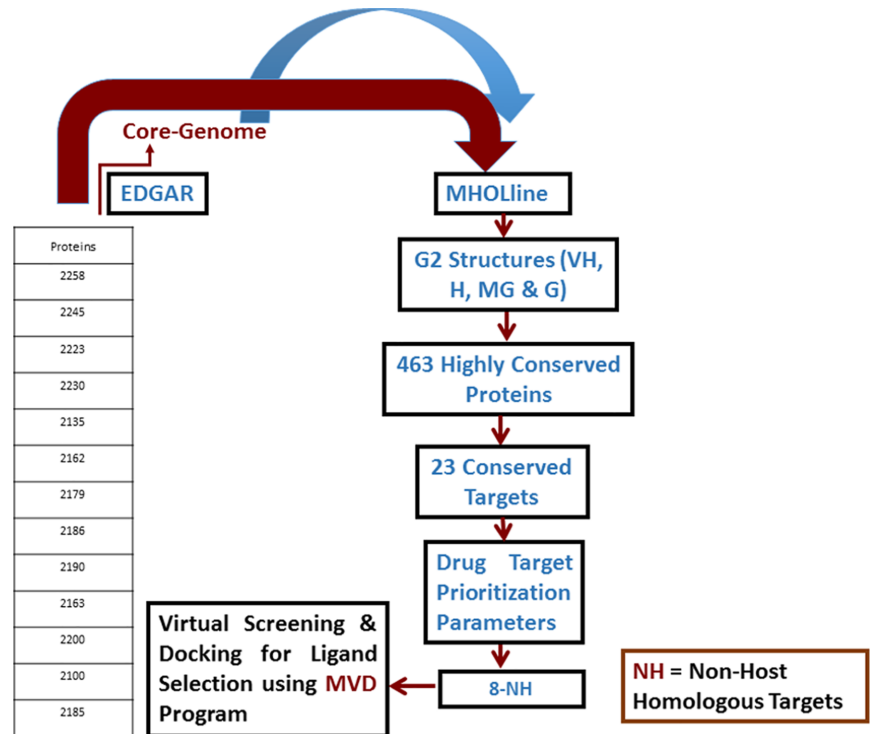 Core-Genome
EDGAR
Proteins
2258
2245
2223
2230
2135
2162
2179
2186
2190
2163
2200
2100
2185
MHOLline
G2 Structures (VH,
H, MG & G)
463 Highly Conserved
Proteins
23 Conserved
Targets
Drug Target
Prioritization
Parameters
8-NH
Virtual Screening &
Docking for Ligand
Selection using MVD
Program
NH = Non-Host
Homologous Targets